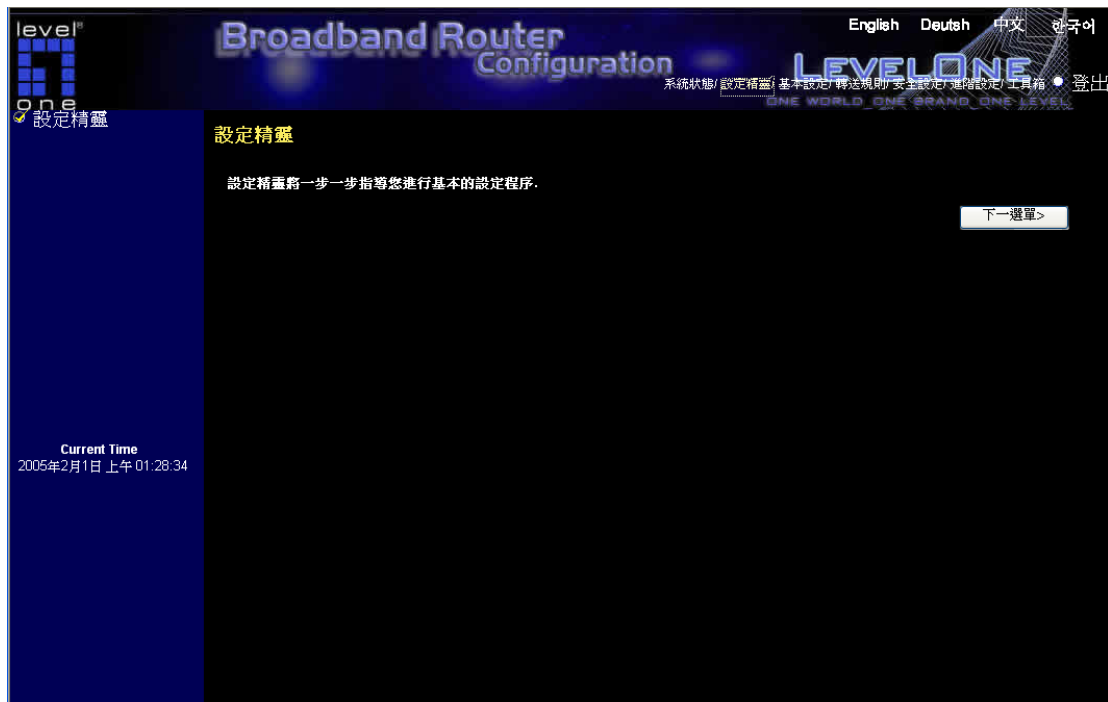 level®
one
Broadband Router
Configuration
English Deutsh 中文 한국어
LEVELONE
系統狀態/ 設定精靈/ 基本設定/ 轉送規則/ 安全設定/ 進階設定/ 工具箱 登出
ONE WORLD_ONE BRAND_ONE LEVEL
設定精靈
設定精靈
設定精靈將一步一步指導您進行基本的設定程序.
下一選單>
Current Time
2005年2月1日 上午 01:28:34